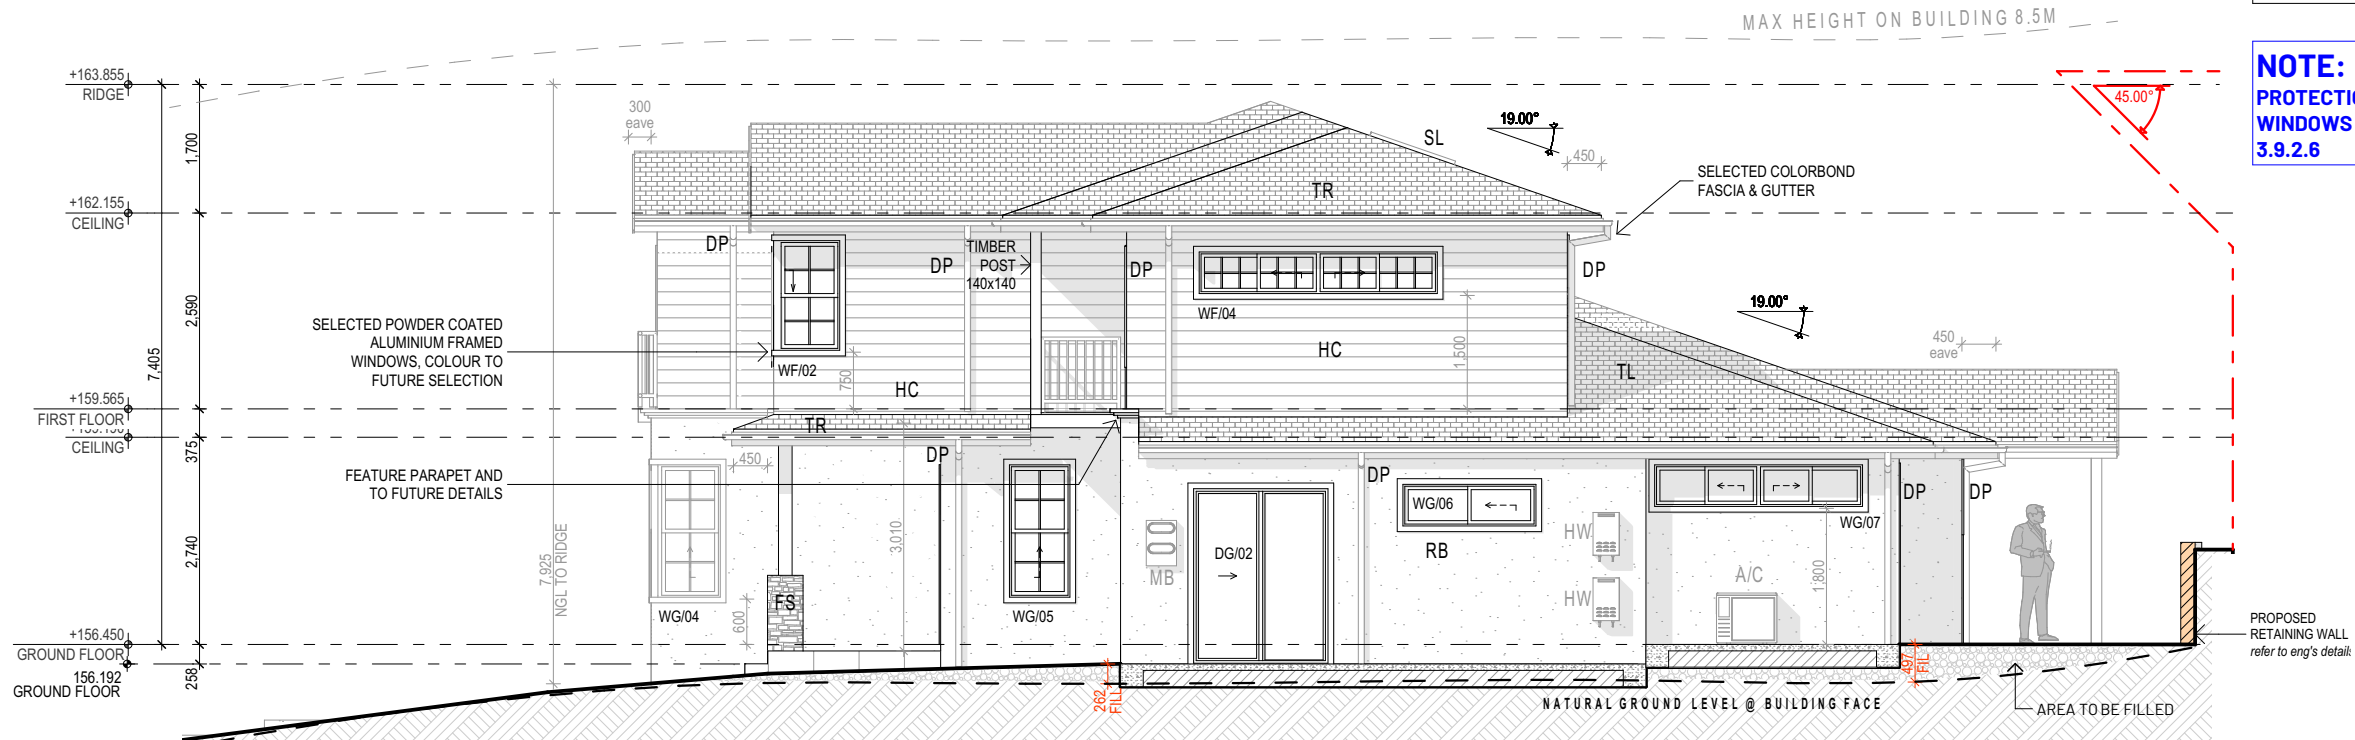 MAX HEIGHT ON BUILDING 8.5M
NOTE:
WINDOWS
3.9.2.6
+163.855
RIDGE
300
eave
19.00°
SL
450
45.00°
1,700
TR
SELECTED COLORBOND
FASCIA & GUTTER
+162.155
CEILING
DP
TIMBER
POST
140x140
DP
DP
DP
2,590
7,405
WF/04
19.00°
SELECTED POWDER COATED
ALUMINIUM FRAMED
WINDOWS, COLOUR TO
FUTURE SELECTION
WF/02
750
HC
HC
1,500
TL
450
eave
+159.565
FIRST FLOOR
CEILING
375
TR
450
DP
FEATURE PARAPET AND
TO FUTURE DETAILS
DP
DP
DP
WG/06
WG/07
7,925
NGL TO RIDGE
3,010
2,740
DG/02
MB
RB
HW
HW
A/C
1,800
FS
600
WG/04
WG/05
+156.450
GROUND FLOOR
156.192
GROUND FLOOR
258
262
FILL
497
FIL
PROPOSED
RETAINING WALL
refer to eng's details
NATURAL GROUND LEVEL @ BUILDING FACE
AREA TO BE FILLED